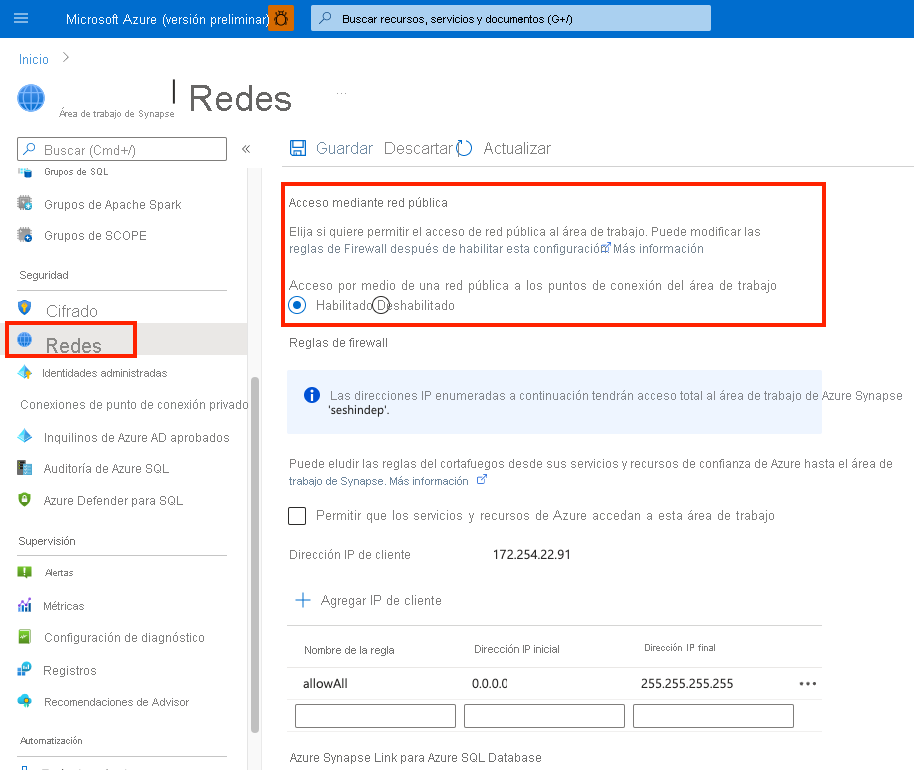 Microsoft Azure (versión preliminar)
Buscar recursos, servicios y documentos (G+/)
Inicio
Redes
...
Área de trabajo de Synapse
Buscar (Cmd+/)
«
Grupos de SQL
Grupos de Apache Spark
Grupos de SCOPE
Seguridad
Cifrado
Redes
Identidades administradas
Conexiones de punto de conexión privado
Inquilinos de Azure AD aprobados
Auditoría de Azure SQL
Azure Defender para SQL
Supervisión
Alertas
Métricas
Configuración de diagnóstico
Registros
Recomendaciones de Advisor
Automatización
Guardar Descartar Actualizar
Acceso mediante red pública
Elija si quiere permitir el acceso de red pública al área de trabajo. Puede modificar las
reglas de Firewall después de habilitar esta configuración. Más información
Acceso por medio de una red pública a los puntos de conexión del área de trabajo
Habilitado Deshabilitado
Reglas de firewall
Las direcciones IP enumeradas a continuación tendrán acceso total al área de trabajo de Azure Synapse
'seshindep'.
Puede eludir las reglas del cortafuegos desde sus servicios y recursos de confianza de Azure hasta el área de
trabajo de Synapse. Más información
Permitir que los servicios y recursos de Azure accedan a esta área de trabajo
Dirección IP de cliente 172.254.22.91
Agregar IP de cliente
Nombre de la regla Dirección IP inicial Dirección IP final
allowAll 0.0.0.0 255.255.255.255
Azure Synapse Link para Azure SQL Database